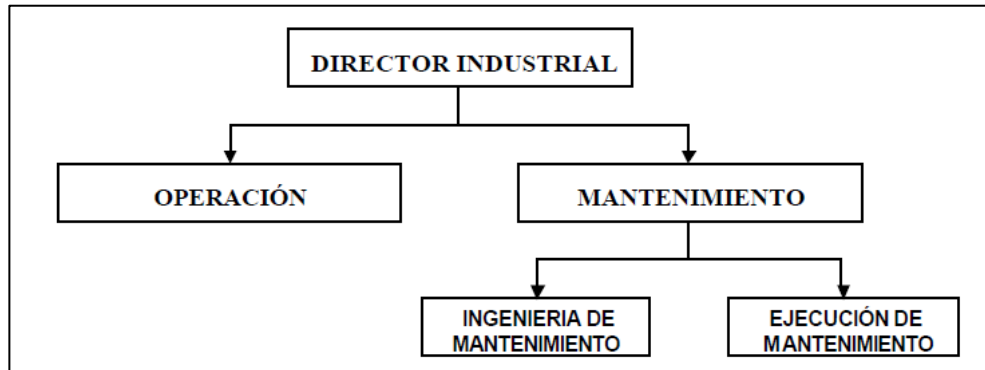 DIRECTOR INDUSTRIAL
OPERACIÓN
MANTENIMIENTO
INGENIERIA DE
MANTENIMIENTO
EJECUCIÓN DE
MANTENIMIENTO